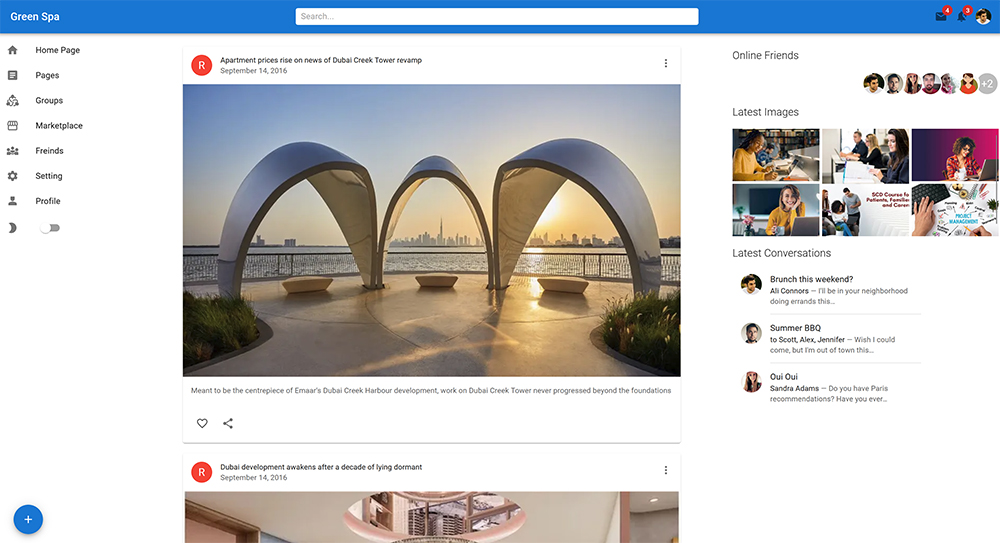 Green Spa
Search...
4
3
Home Page
Pages
Groups
Marketplace
Freinds
Setting
Profile
R
Apartment prices rise on news of Dubai Creek Tower revamp
September 14, 2016
Meant to be the centrepiece of Emaar's Dubai Creek Harbour development, work on Dubai Creek Tower never progressed beyond the foundations
R
Dubai development awakens after a decade of lying dormant
September 14, 2016
Online Friends
+2
Latest Images
SCD Course fo
Patients, Familie
and Carer
PROJECT
MANAGEMENT
Latest Conversations
Brunch this weekend?
Ali Connors — I'll be in your neighborhood
doing errands this…
Summer BBQ
to Scott, Alex, Jennifer — Wish I could
come, but I'm out of town this…
Oui Oui
Sandra Adams — Do you have Paris
recommendations? Have you ever…
+